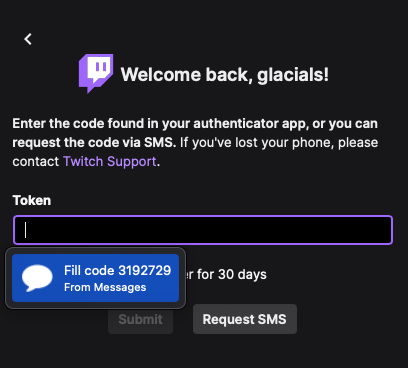 Welcome back, glacials!
Enter the code found in your authenticator app, or you can
request the code via SMS. If you've lost your phone, please
contact Twitch Support.
Token
Fill code 3192729
From Messages
for 30 days
Submit
Request SMS